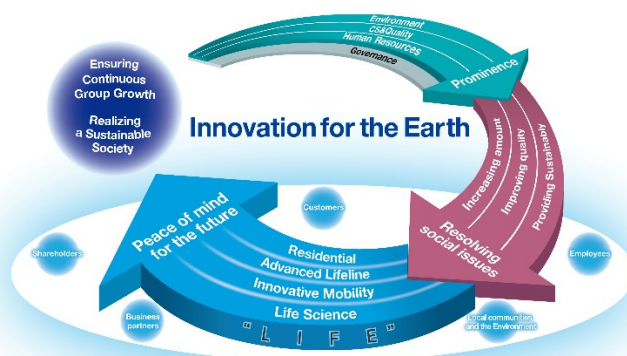 Ensuring
Continuous
Group Growth
Realizing
a Sustainable
Society
Environment
CS&Quality
Human Resources
Governance
Prominence
Innovation for the Earth
Increasing amount
Improving quality
Providing Sustainably
Resolving
social issues
Peace of mind
for the future
Residential
Advanced Lifeline
Innovative Mobility
Life Science
"LIFE"
Customers
Shareholders
Employees
Business
partners
Local communities
and the Environment